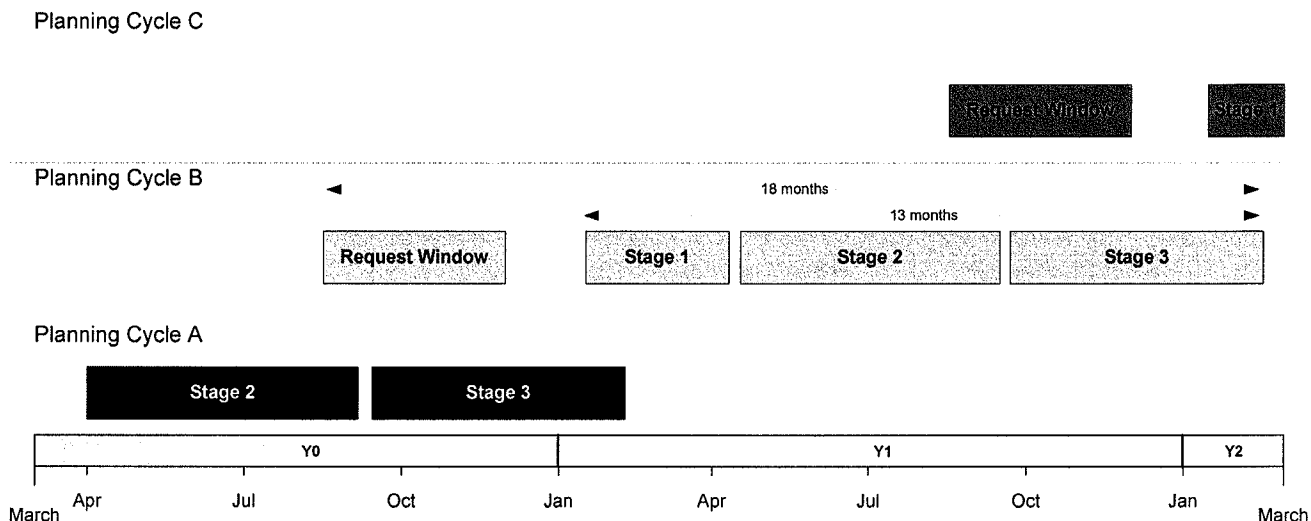 Planning Cycle C
Request Window Stage 1
Planning Cycle B
18 months
13 months
Request Window Stage 1 Stage 2 Stage 3
Planning Cycle A
Stage 2 Stage 3
Y0 Y1 Y2
March Apr Jul Oct Jan Apr Jul Oct Jan March